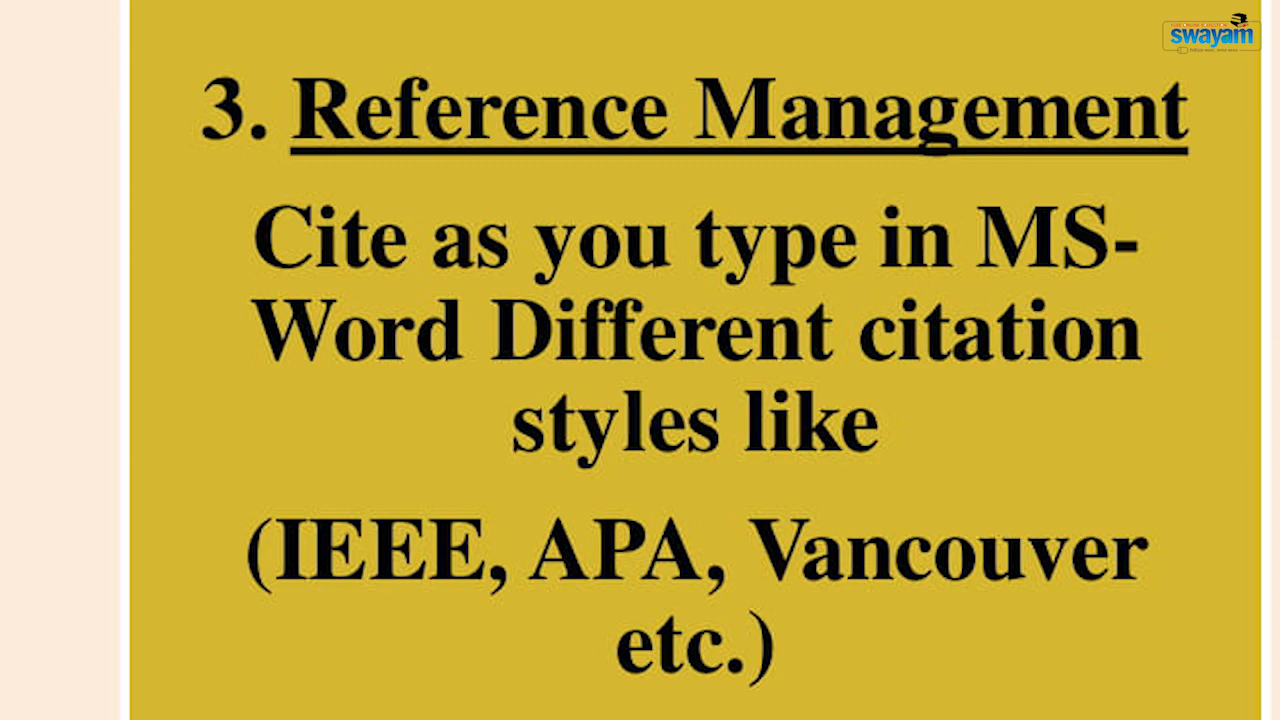 swayam
3. Reference Management
Cite as you type in MS-
Word Different citation
styles like
(IEEE, APA, Vancouver
etc.)